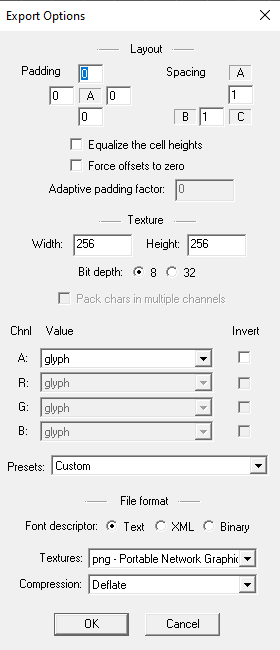 Export Options
Layout
Padding 0 Spacing A
0 A 0 1
0 B 1 C
Equalize the cell heights
Force offsets to zero
Adaptive padding factor: 0
Texture
Width: 256 Height: 256
Bit depth: 8 32
Pack chars in multiple channels
Chnl Value Invert
A: glyph
R: glyph
G: glyph
B: glyph
Presets: Custom
File format
Font descriptor: Text XML Binary
Textures: png - Portable Network Graphic
Compression: Deflate
OK Cancel